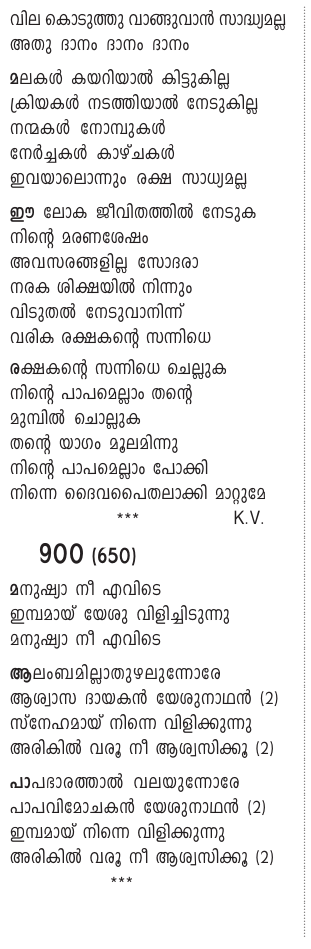 വില കൊടുത്തു വാങ്ങുവാൻ സാദ്ധ്യമല്ല
അതു ദാനം ദാനം ദാനം
മലകൾ കയറിയാൽ കിട്ടുകില്ല
ക്രിയകൾ നടത്തിയാൽ നേടുകില്ല
നന്മകൾ നോമ്പുകൾ
നേർച്ചകൾ കാഴ്ചകൾ
ഇവയാലൊന്നും രക്ഷ സാധ്യമല്ല
ഈ ലോക ജീവിതത്തിൽ നേടുക
നിന്റെ മരണശേഷം
അവസരങ്ങളില്ല സോദരാ
നരക ശിക്ഷയിൽ നിന്നും
വിടുതൽ നേടുവാനിന്ന്
വരിക രക്ഷകന്റെ സന്നിധെ
രക്ഷകന്റെ സന്നിധെ ചെല്ലുക
നിന്റെ പാപമെല്ലാം തന്റെ
മുമ്പിൽ ചൊല്ലുക
തന്റെ യാഗം മൂലമിന്നു
നിന്റെ പാപമെല്ലാം പോക്കി
നിന്നെ ദൈവപൈതലാക്കി മാറ്റുമേ
*** K.V.
900 (650)
മനുഷ്യാ നീ എവിടെ
ഇമ്പമായ് യേശു വിളിച്ചിടുന്നു
മനുഷ്യാ നീ എവിടെ
ആലംബമില്ലാതുഴലുന്നോരേ
ആശ്വാസ ദായകൻ യേശുനാഥൻ (2)
സ്നേഹമായ് നിന്നെ വിളിക്കുന്നു
അരികിൽ വരൂ നീ ആശ്വസിക്കൂ (2)
പാപഭാരത്താൽ വലയുന്നോരേ
പാപവിമോചകൻ യേശുനാഥൻ (2)
ഇമ്പമായ് നിന്നെ വിളിക്കുന്നു
അരികിൽ വരൂ നീ ആശ്വസിക്കൂ (2)
***